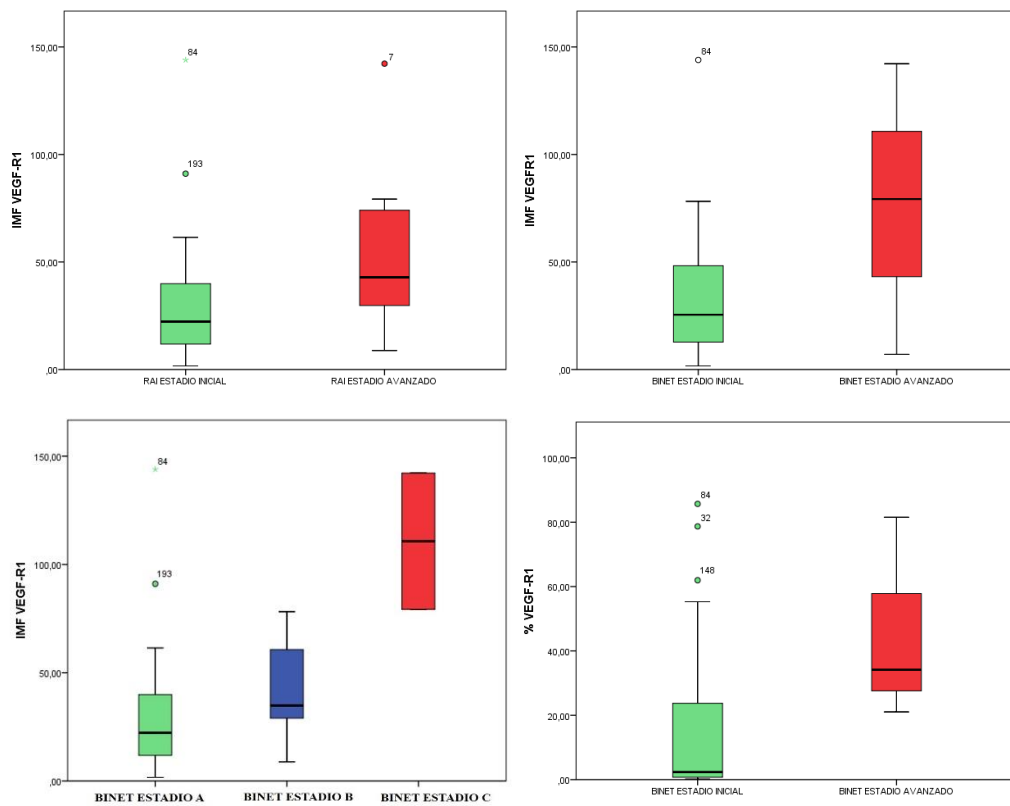 IMF VEGF-R1
150,00
100,00
50,00
,00
84
193
7
RAI ESTADIO INICIAL
RAI ESTADIO AVANZADO
IMF VEGFR1
150,00
100,00
50,00
,00
84
BINET ESTADIO INICIAL
BINET ESTADIO AVANZADO
IMF VEGF-R1
150,00
100,00
50,00
,00
84
193
BINET ESTADIO A
BINET ESTADIO B
BINET ESTADIO C
% VEGF-R1
100,00
80,00
60,00
40,00
20,00
,00
84
32
148
BINET ESTADIO INICIAL
BINET ESTADIO AVANZADO